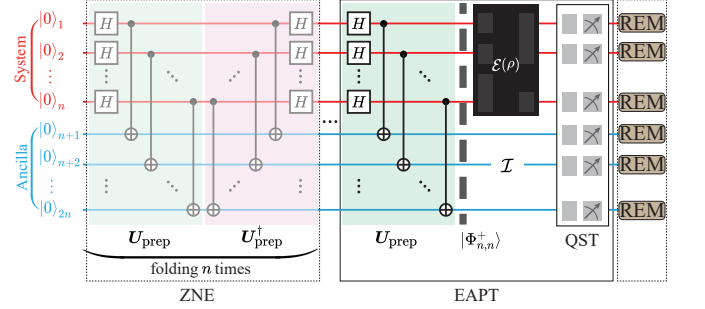 |0⟩₁ H H H REM
|0⟩₂ H H H ℰ(ρ) REM
System
⋮ ⋮ ⋱ ⋰ ⋮ ⋮ ⋱ ⋮
|0⟩ₙ H H H REM
...
|0⟩ₙ₊₁ REM
Ancilla
|0⟩ₙ₊₂ ℐ REM
⋮ ⋮ ⋱ ⋰ ⋮ ⋮ ⋱ ⋮
|0⟩₂ₙ REM
U_prep U†_prep U_prep |Φ⁺ₙ,ₙ⟩ QST
folding n times
ZNE EAPT